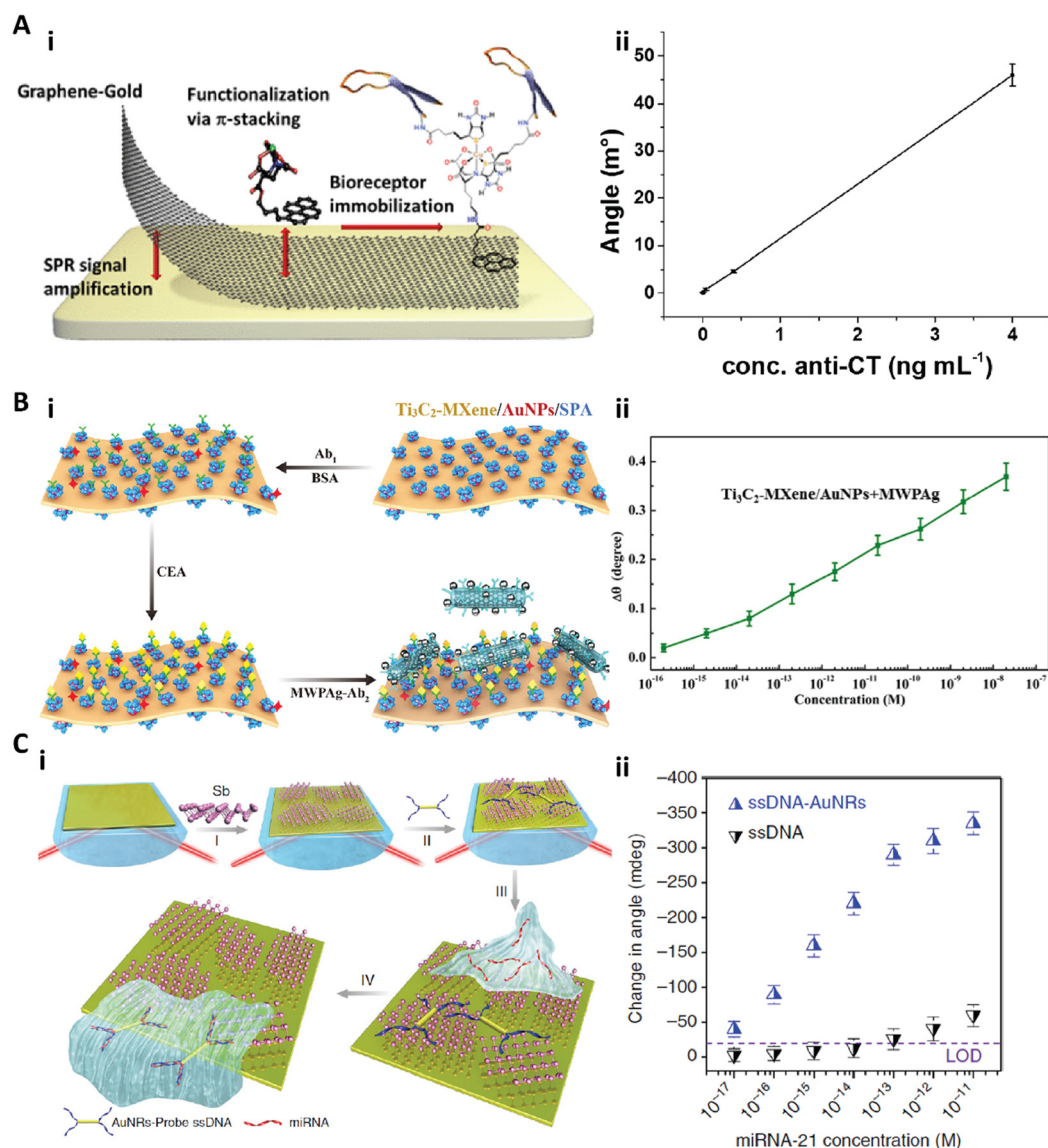 A
i
Graphene-Gold
Functionalization
via π-stacking
Bioreceptor
immobilization
SPR signal
amplification
ii
Angle (m°)
50
40
30
20
10
0
0 1 2 3 4
conc. anti-CT (ng mL⁻¹)
B
i
Ti₃C₂-MXene/AuNPs/SPA
Ab₁
BSA
CEA
MWPAg-Ab₂
ii
Ti₃C₂-MXene/AuNPs+MWPAg
Δθ (degree)
0.4
0.3
0.2
0.1
0.0
10⁻¹⁶ 10⁻¹⁵ 10⁻¹⁴ 10⁻¹³ 10⁻¹² 10⁻¹¹ 10⁻¹⁰ 10⁻⁹ 10⁻⁸ 10⁻⁷
Concentration (M)
C
i
Sb
I
II
III
IV
AuNRs-Probe ssDNA
miRNA
ii
ssDNA-AuNRs
ssDNA
Change in angle (mdeg)
−400
−350
−300
−250
−200
−150
−100
−50
0
LOD
10⁻¹⁷ 10⁻¹⁶ 10⁻¹⁵ 10⁻¹⁴ 10⁻¹³ 10⁻¹² 10⁻¹¹
miRNA-21 concentration (M)